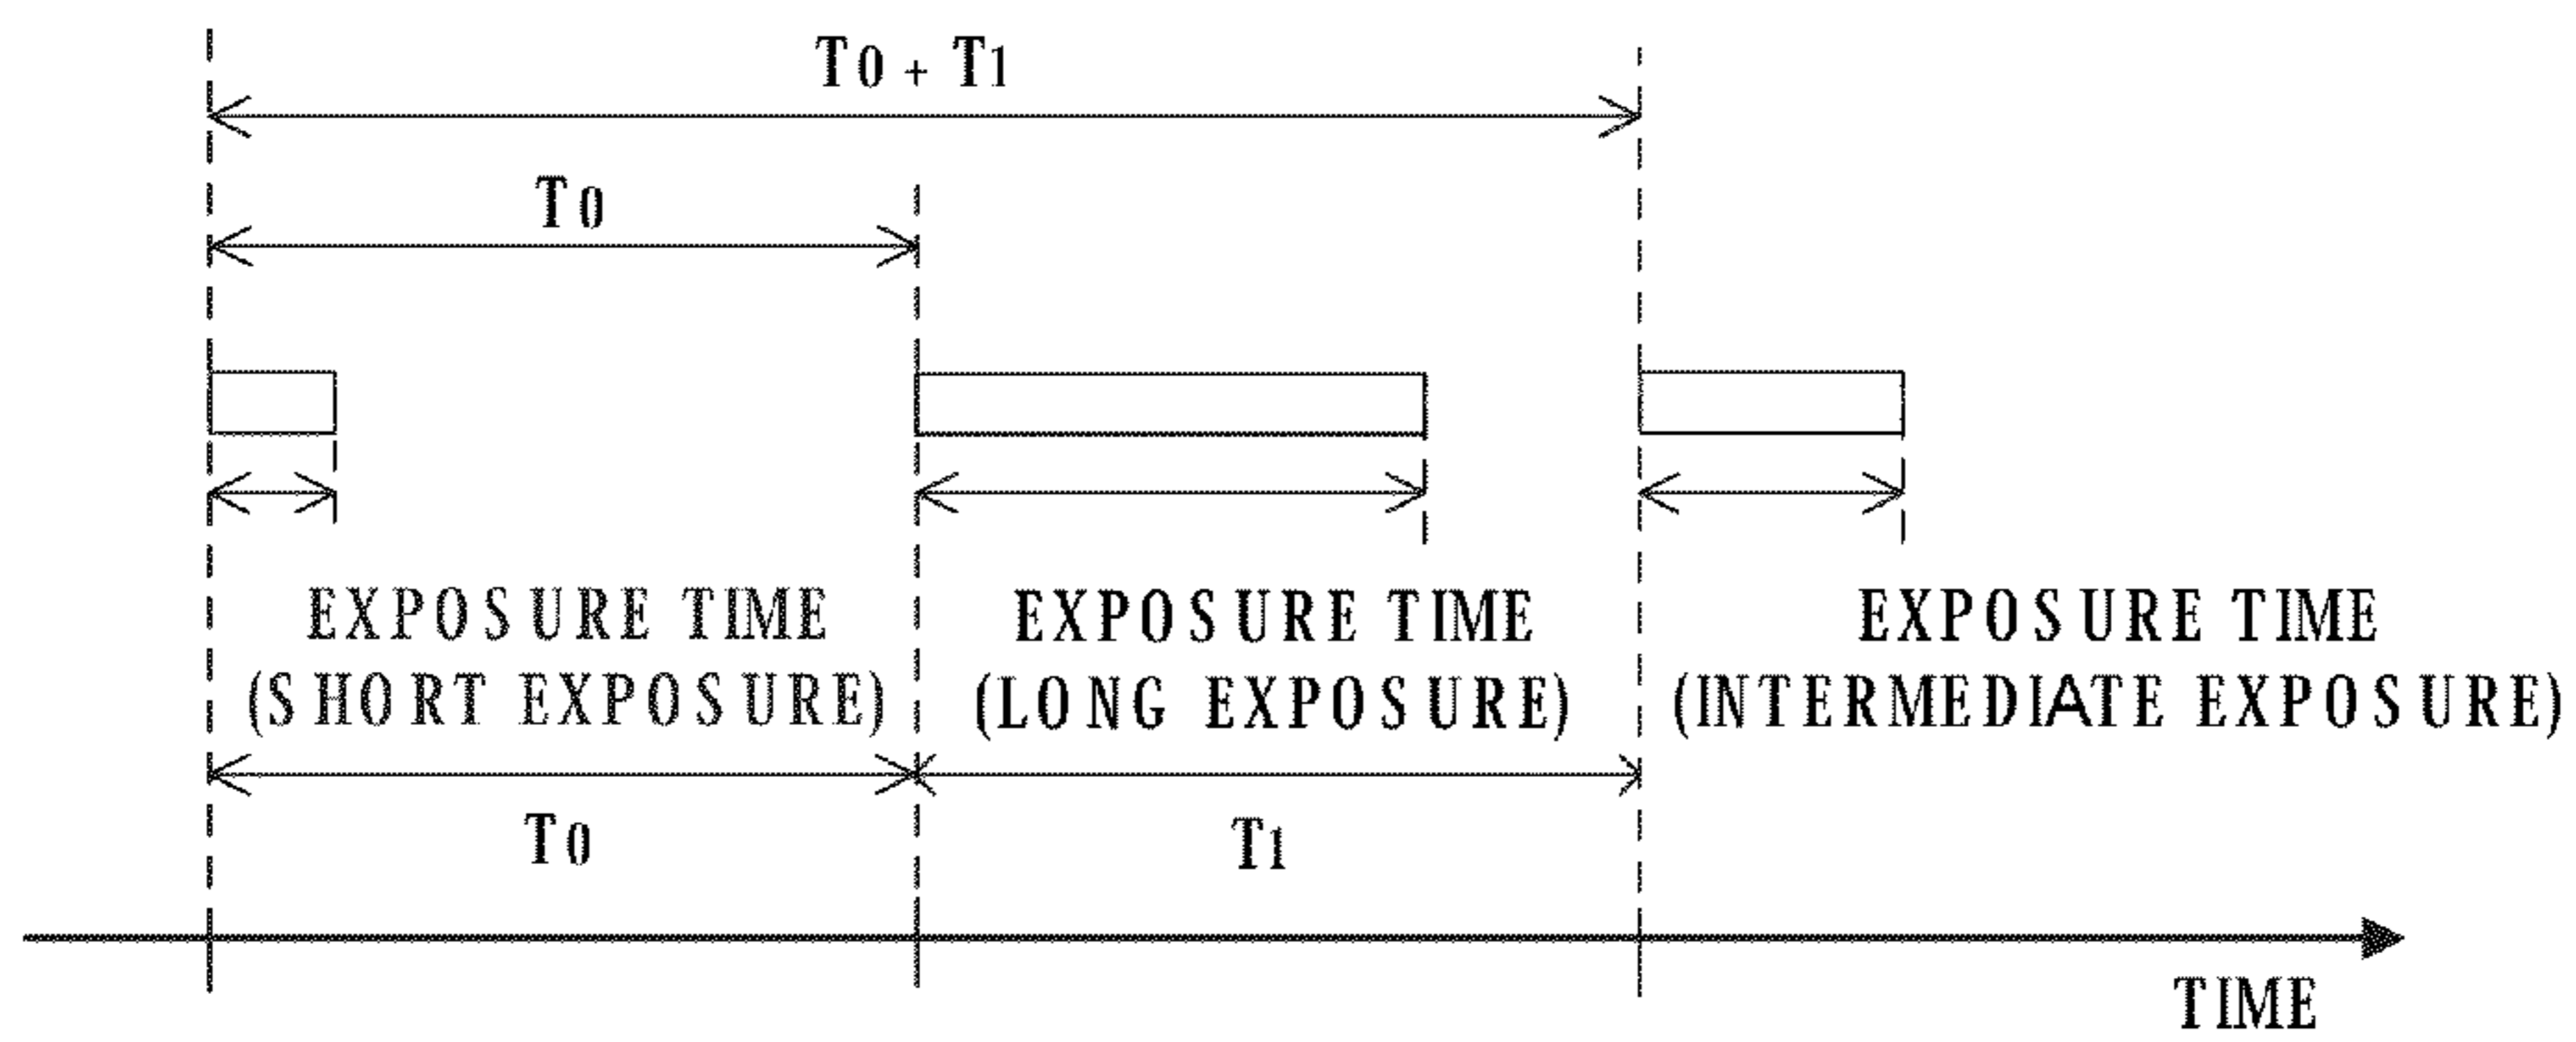 T0 + T1
T0
EXPOSURE TIME
(SHORT EXPOSURE)
EXPOSURE TIME
(LONG EXPOSURE)
EXPOSURE TIME
(INTERMEDIATE EXPOSURE)
T0
T1
TIME